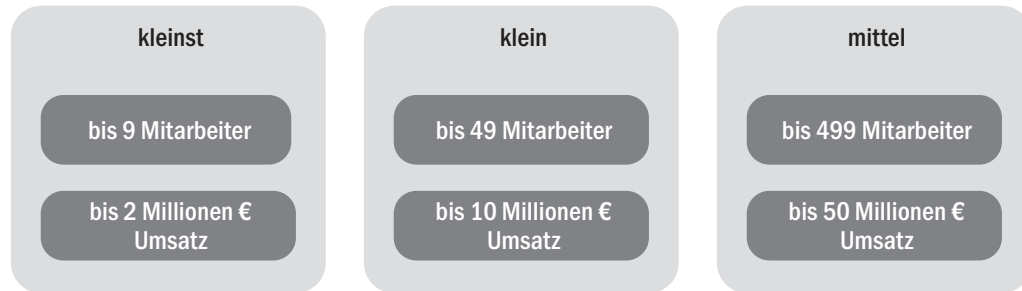 kleinst
bis 9 Mitarbeiter
bis 2 Millionen €
Umsatz
klein
bis 49 Mitarbeiter
bis 10 Millionen €
Umsatz
mittel
bis 499 Mitarbeiter
bis 50 Millionen €
Umsatz